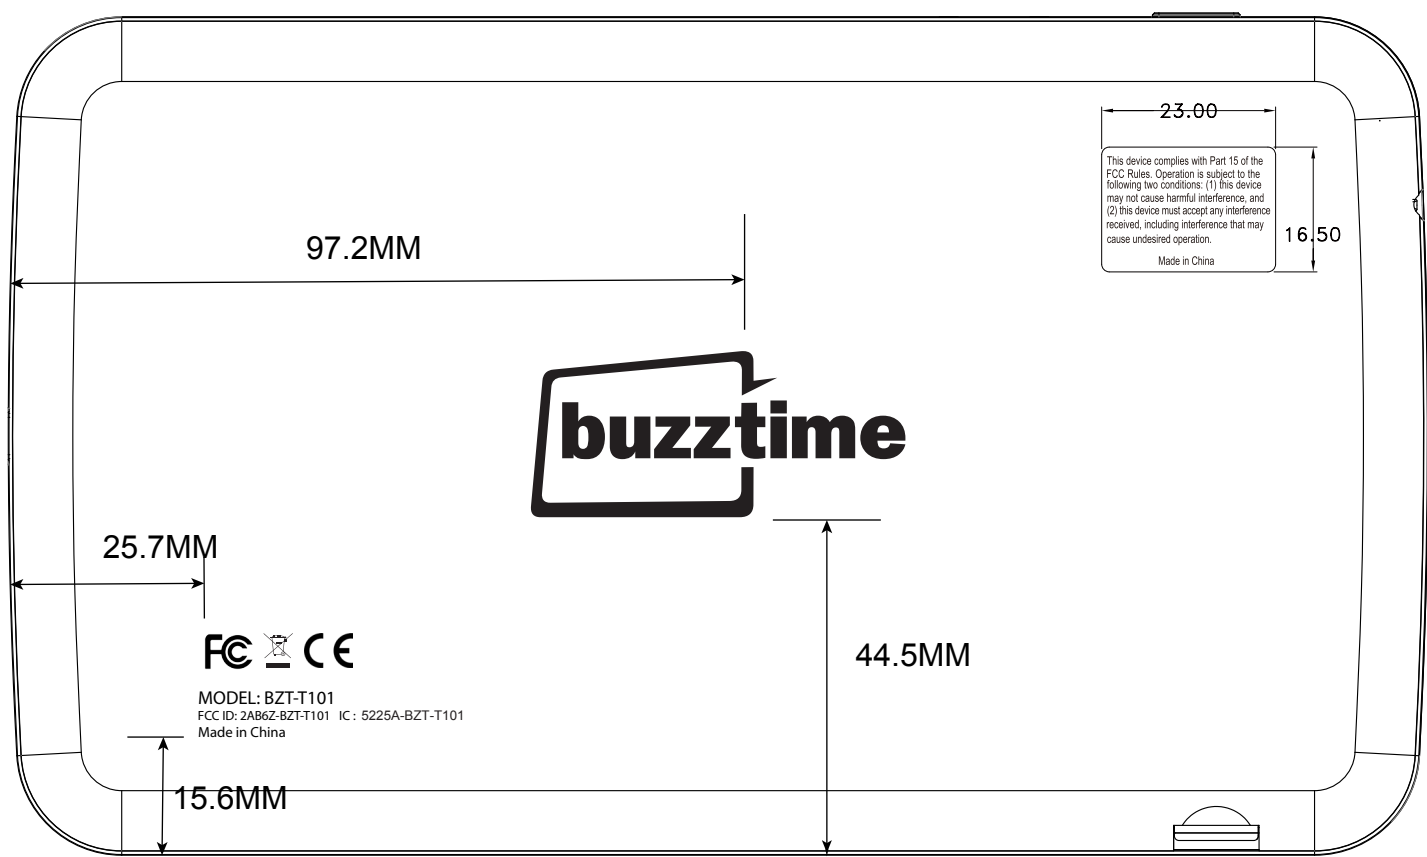 23.00
This device complies with Part 15 of the
FCC Rules. Operation is subject to the
following two conditions: (1) this device
may not cause harmful interference, and
(2) this device must accept any interference
received, including interference that may
cause undesired operation.
Made in China
16.50
97.2MM
buzztime
25.7MM
FC CE
44.5MM
MODEL: BZT-T101
FCC ID: 2AB6Z-BZT-T101 IC : 5225A-BZT-T101
Made in China
15.6MM